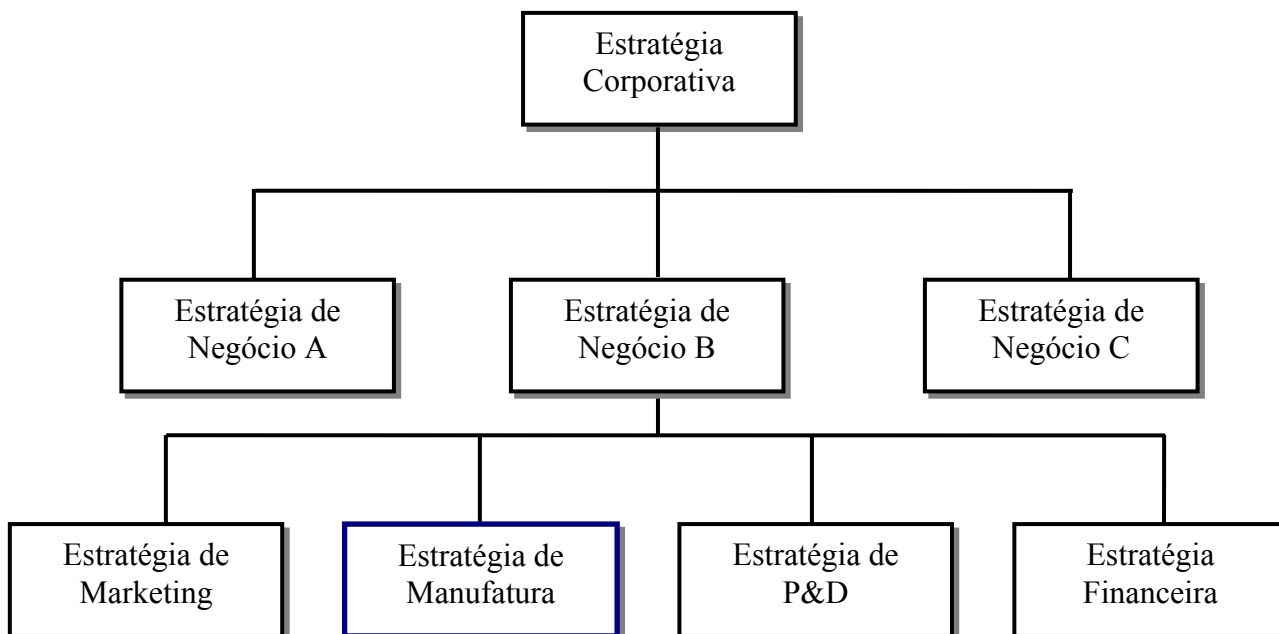 Estratégia
Corporativa
Estratégia de
Negócio A
Estratégia de
Negócio B
Estratégia de
Negócio C
Estratégia de
Marketing
Estratégia de
Manufatura
Estratégia de
P&D
Estratégia
Financeira